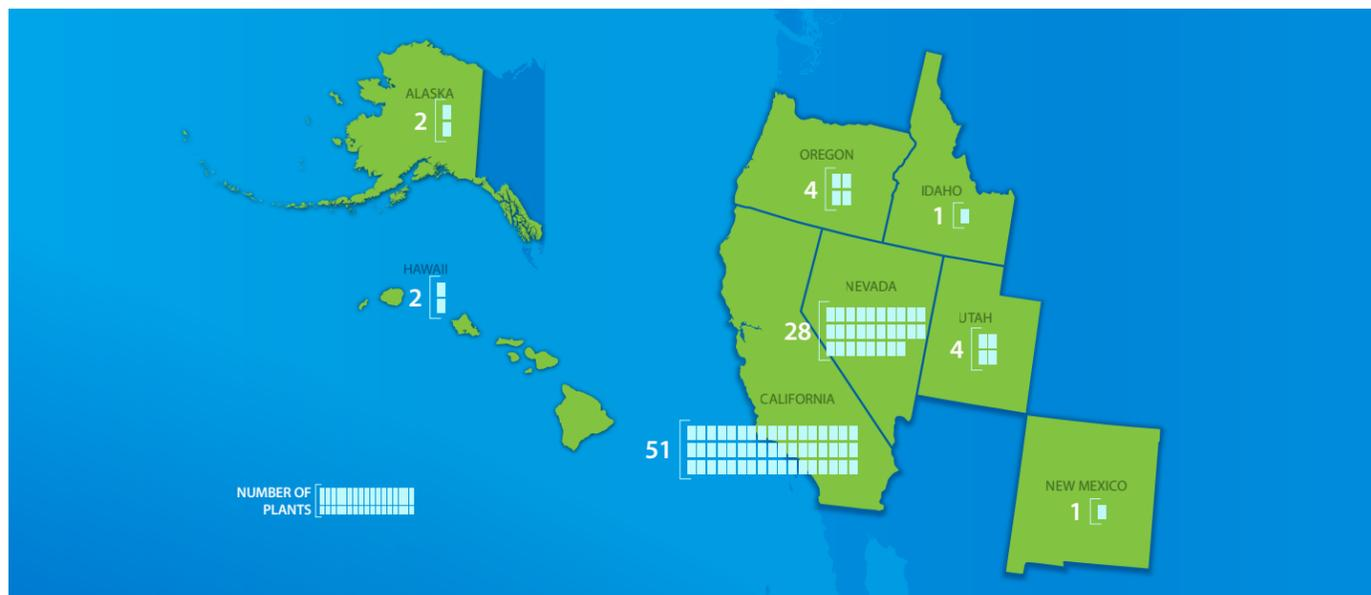 ALASKA
2
OREGON
4
IDAHO
1
HAWAII
2
NEVADA
28
UTAH
4
CALIFORNIA
51
NEW MEXICO
1
NUMBER OF
PLANTS